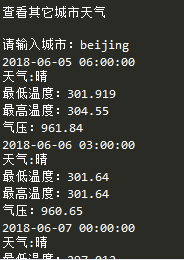 查看其它城市天气
请输入城市：beijing
2018-06-05 06:00:00
天气:晴
最低温度：301.919
最高温度：304.55
气压：961.84
2018-06-06 03:00:00
天气:晴
最低温度：301.64
最高温度：301.64
气压：960.65
2018-06-07 00:00:00
天气:晴